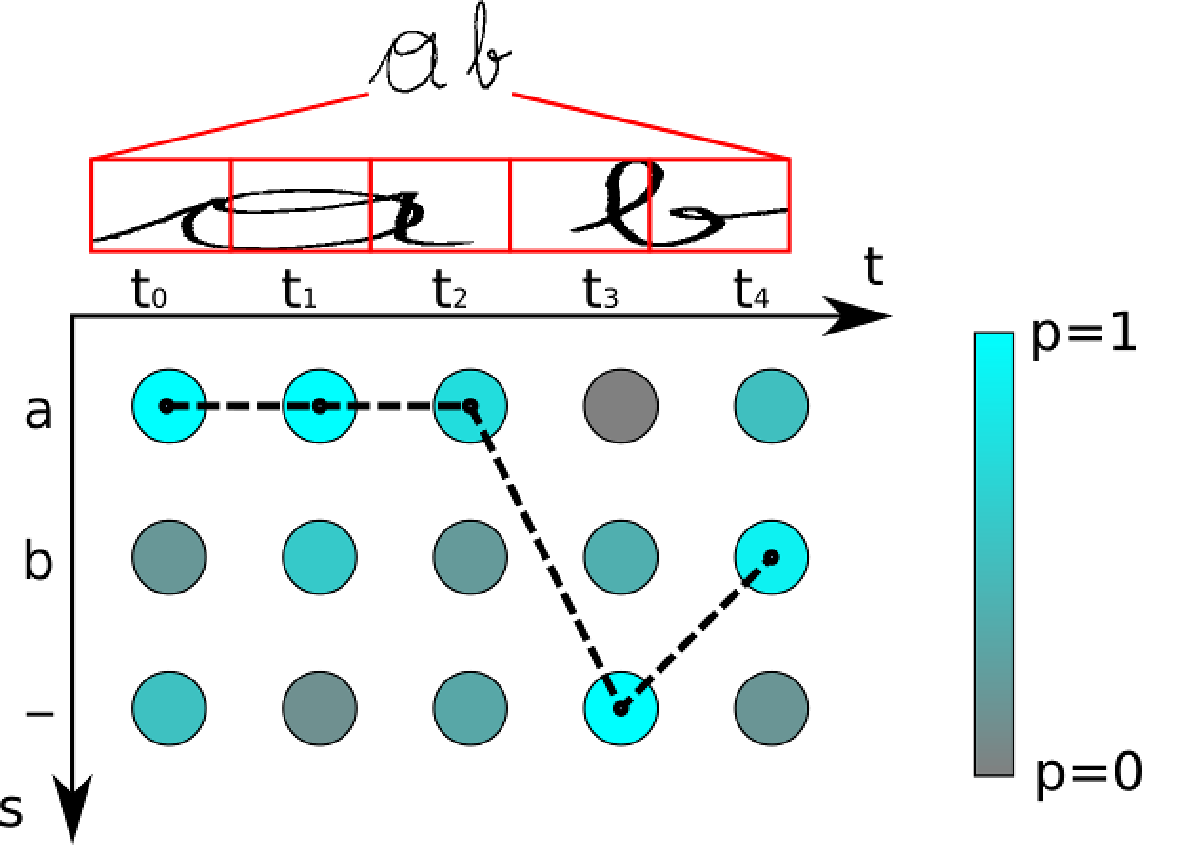 a b
a b
t₀ t₁ t₂ t₃ t₄ t
p=1
a
b
–
p=0
s